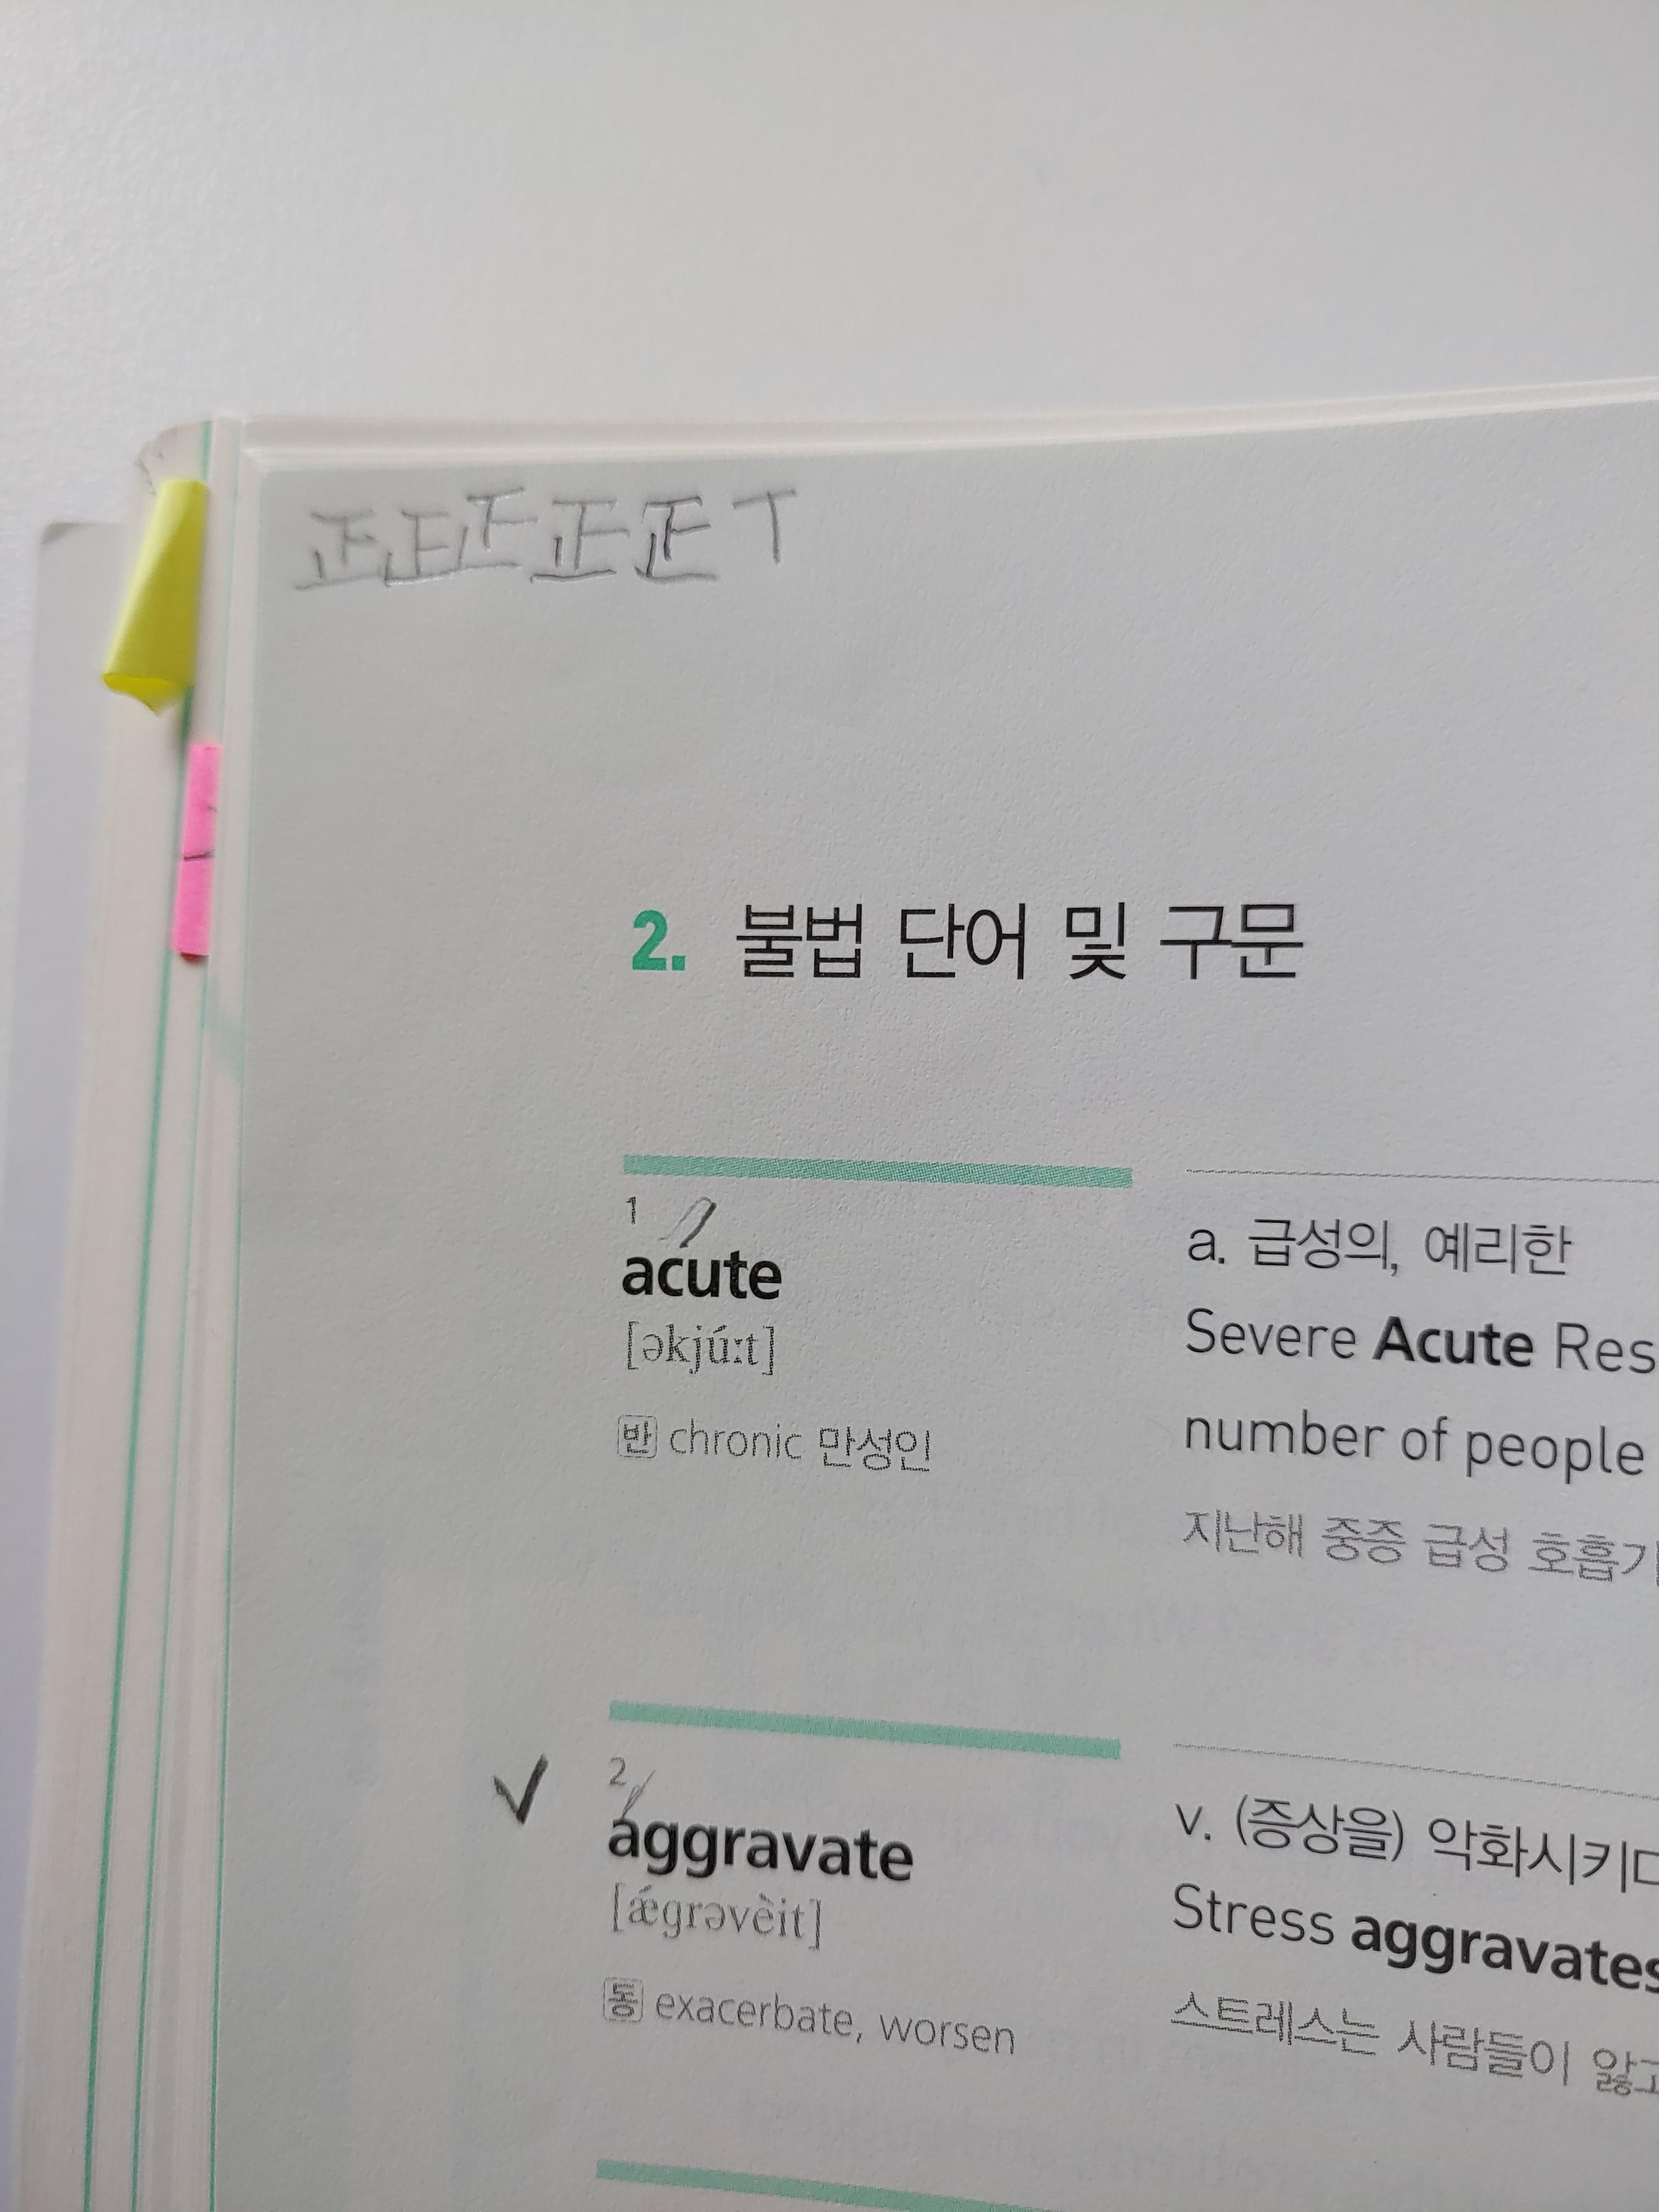 正正正正正丅
2. 불법 단어 및 구문
1
acute
[əkjúːt]
반 chronic 만성인
a. 급성의, 예리한
Severe Acute Res
number of people
지난해 중증 급성 호흡기
✓
2
aggravate
[ǽgrəvèit]
동 exacerbate, worsen
v. (증상을) 악화시키다
Stress aggravates
스트레스는 사람들이 앓고